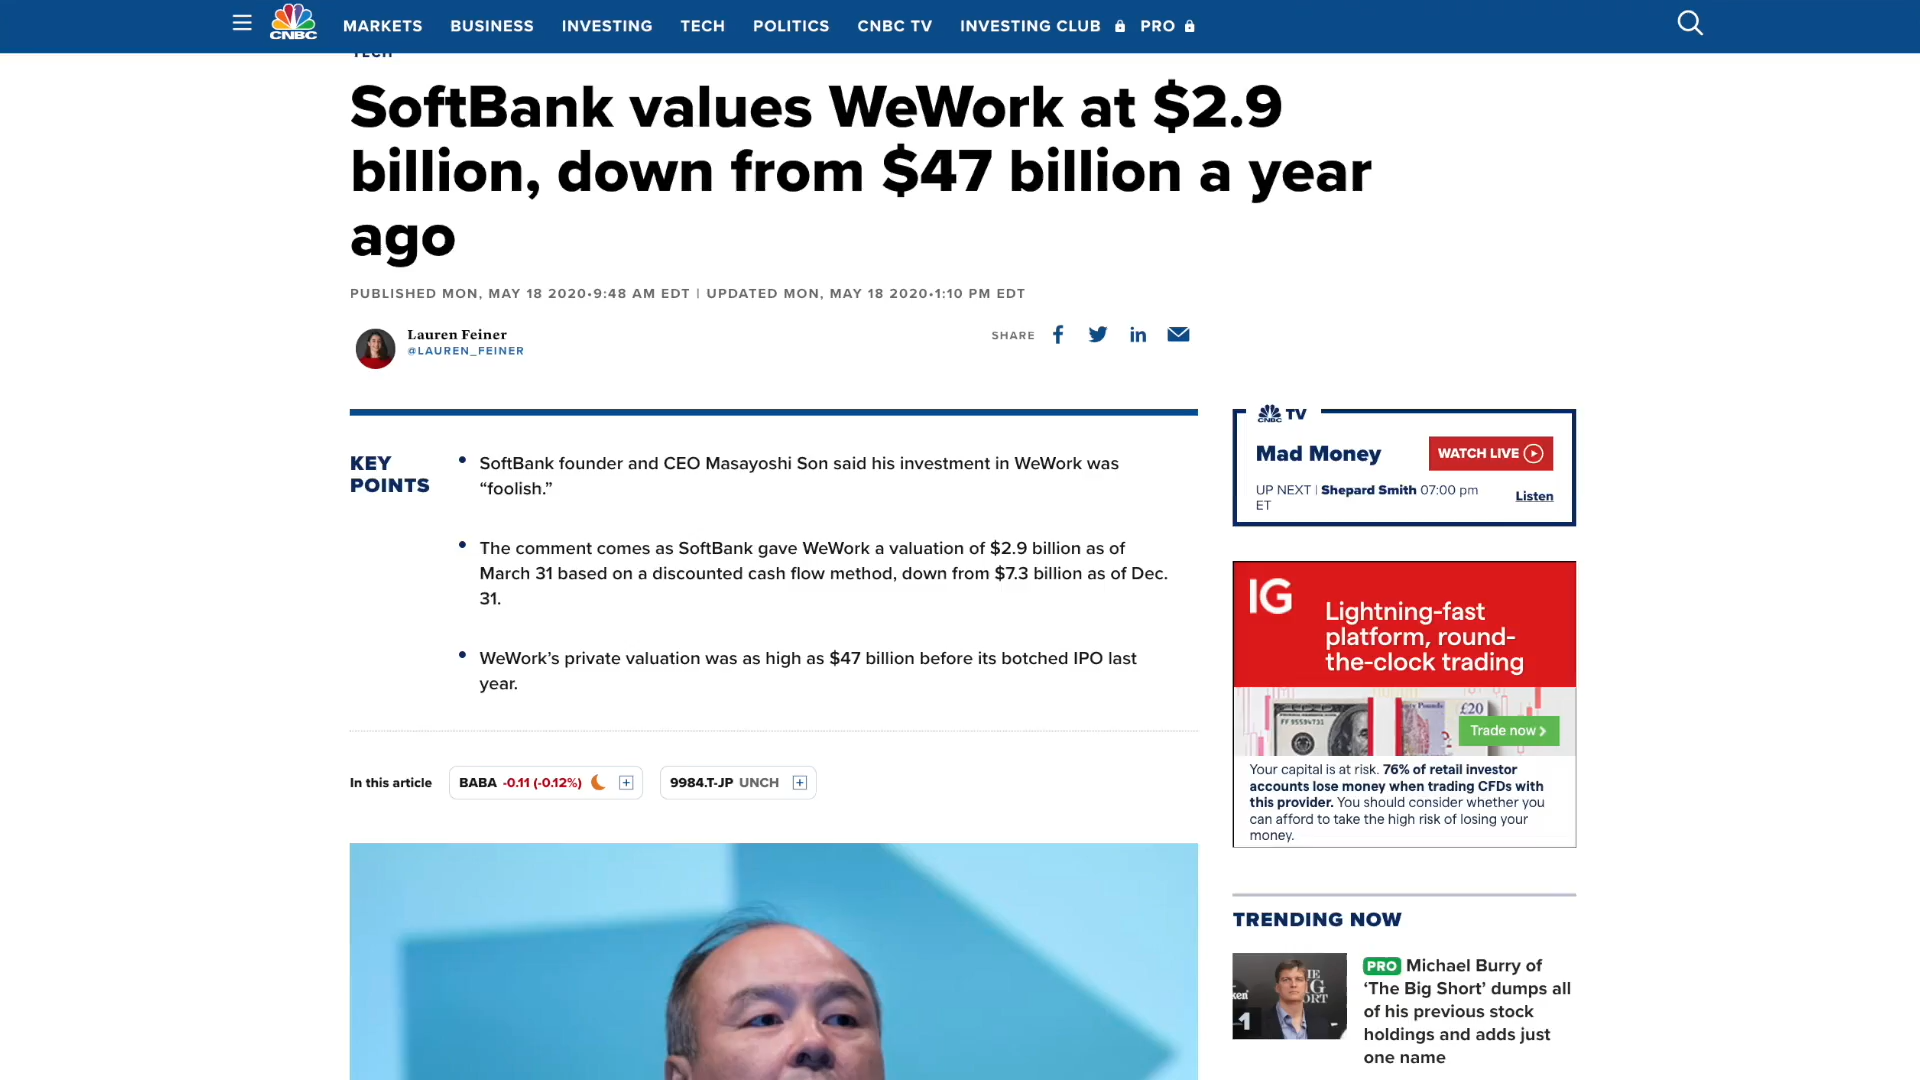 CNBC
MARKETS BUSINESS INVESTING TECH POLITICS CNBC TV INVESTING CLUB PRO
TECH
SoftBank values WeWork at $2.9
billion, down from $47 billion a year
ago
PUBLISHED MON, MAY 18 2020•9:48 AM EDT | UPDATED MON, MAY 18 2020•1:10 PM EDT
Lauren Feiner
@LAUREN_FEINER
SHARE
KEY
POINTS
• SoftBank founder and CEO Masayoshi Son said his investment in WeWork was
“foolish.”
• The comment comes as SoftBank gave WeWork a valuation of $2.9 billion as of
March 31 based on a discounted cash flow method, down from $7.3 billion as of Dec.
31.
• WeWork’s private valuation was as high as $47 billion before its botched IPO last
year.
In this article BABA -0.11 (-0.12%) 9984.T-JP UNCH
CNBC TV
Mad Money
WATCH LIVE
UP NEXT | Shepard Smith 07:00 pm
ET
Listen
IG
Lightning-fast
platform, round-
the-clock trading
FF 95594731
£20
Trade now
Your capital is at risk. 76% of retail investor
accounts lose money when trading CFDs with
this provider. You should consider whether you
can afford to take the high risk of losing your
money.
TRENDING NOW
1
PRO Michael Burry of
‘The Big Short’ dumps all
of his previous stock
holdings and adds just
one name